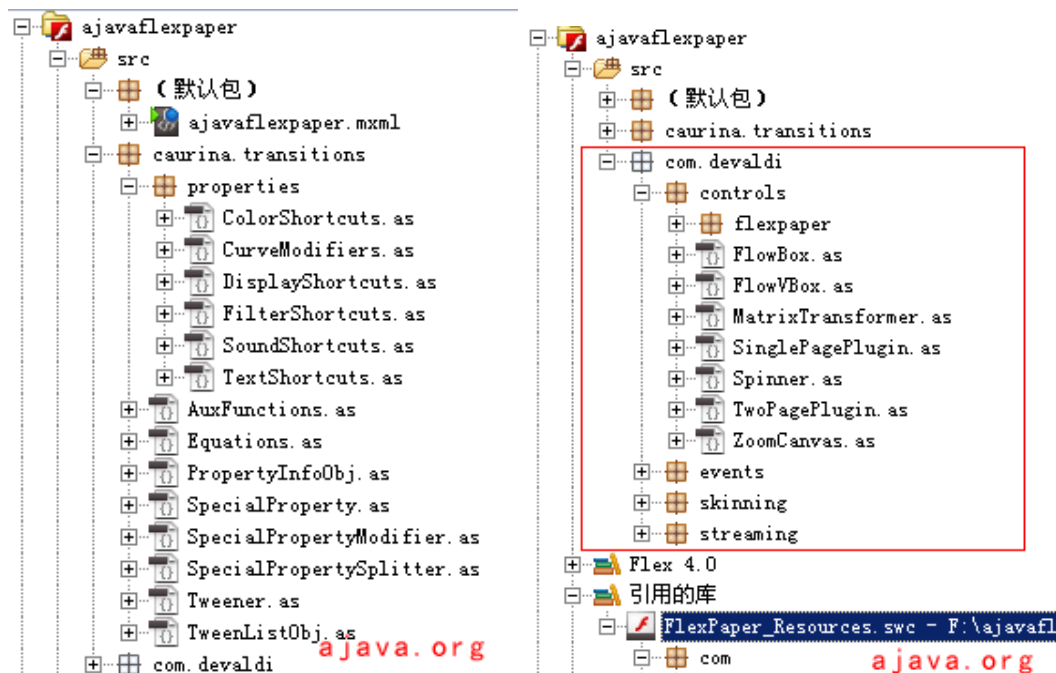 ajavaflexpaper
src
(默认包)
ajavaflexpaper.mxml
caurina.transitions
properties
ColorShortcuts.as
CurveModifiers.as
DisplayShortcuts.as
FilterShortcuts.as
SoundShortcuts.as
TextShortcuts.as
AuxFunctions.as
Equations.as
PropertyInfoObj.as
SpecialProperty.as
SpecialPropertyModifier.as
SpecialPropertySplitter.as
Tweener.as
TweenListObj.as
ajava.org
com.devaldi
ajavaflexpaper
src
(默认包)
caurina.transitions
com.devaldi
controls
flexpaper
FlowBox.as
FlowVBox.as
MatrixTransformer.as
SinglePagePlugin.as
Spinner.as
TwoPagePlugin.as
ZoomCanvas.as
events
skinning
streaming
Flex 4.0
引用的库
FlexPaper_Resources.swc - F:\ajavafl
com
ajava.org